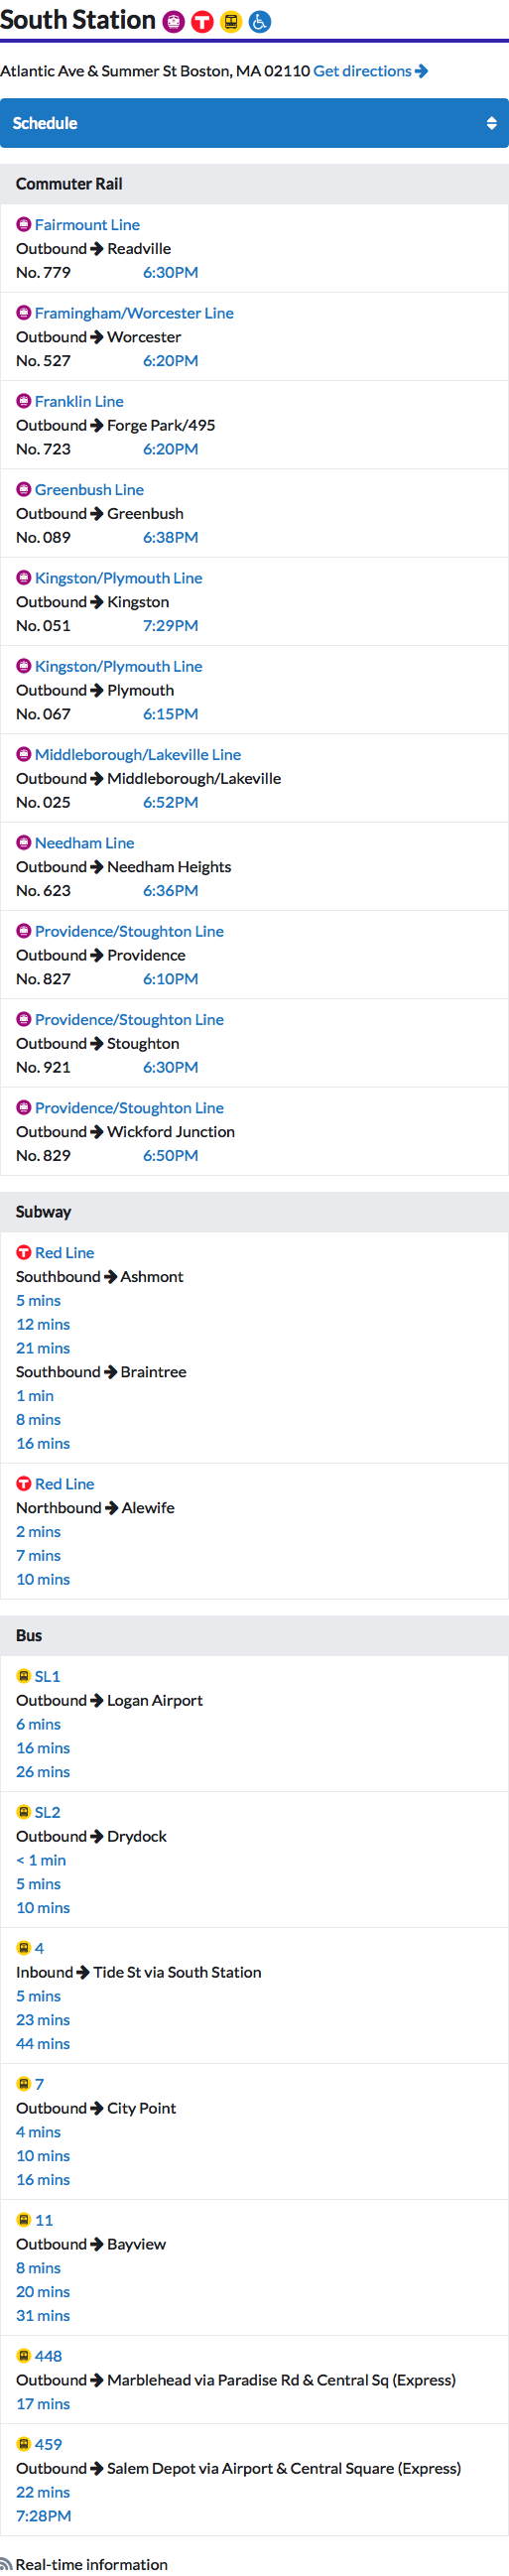 South Station
Atlantic Ave & Summer St Boston, MA 02110 Get directions
Schedule
Commuter Rail
Fairmount Line
Outbound → Readville
No. 779 6:30PM
Framingham/Worcester Line
Outbound → Worcester
No. 527 6:20PM
Franklin Line
Outbound → Forge Park/495
No. 723 6:20PM
Greenbush Line
Outbound → Greenbush
No. 089 6:38PM
Kingston/Plymouth Line
Outbound → Kingston
No. 051 7:29PM
Kingston/Plymouth Line
Outbound → Plymouth
No. 067 6:15PM
Middleborough/Lakeville Line
Outbound → Middleborough/Lakeville
No. 025 6:52PM
Needham Line
Outbound → Needham Heights
No. 623 6:36PM
Providence/Stoughton Line
Outbound → Providence
No. 827 6:10PM
Providence/Stoughton Line
Outbound → Stoughton
No. 921 6:30PM
Providence/Stoughton Line
Outbound → Wickford Junction
No. 829 6:50PM
Subway
Red Line
Southbound → Ashmont
5 mins
12 mins
21 mins
Southbound → Braintree
1 min
8 mins
16 mins
Red Line
Northbound → Alewife
2 mins
7 mins
10 mins
Bus
SL1
Outbound → Logan Airport
6 mins
16 mins
26 mins
SL2
Outbound → Drydock
< 1 min
5 mins
10 mins
4
Inbound → Tide St via South Station
5 mins
23 mins
44 mins
7
Outbound → City Point
4 mins
10 mins
16 mins
11
Outbound → Bayview
8 mins
20 mins
31 mins
448
Outbound → Marblehead via Paradise Rd & Central Sq (Express)
17 mins
459
Outbound → Salem Depot via Airport & Central Square (Express)
22 mins
7:28PM
Real-time information